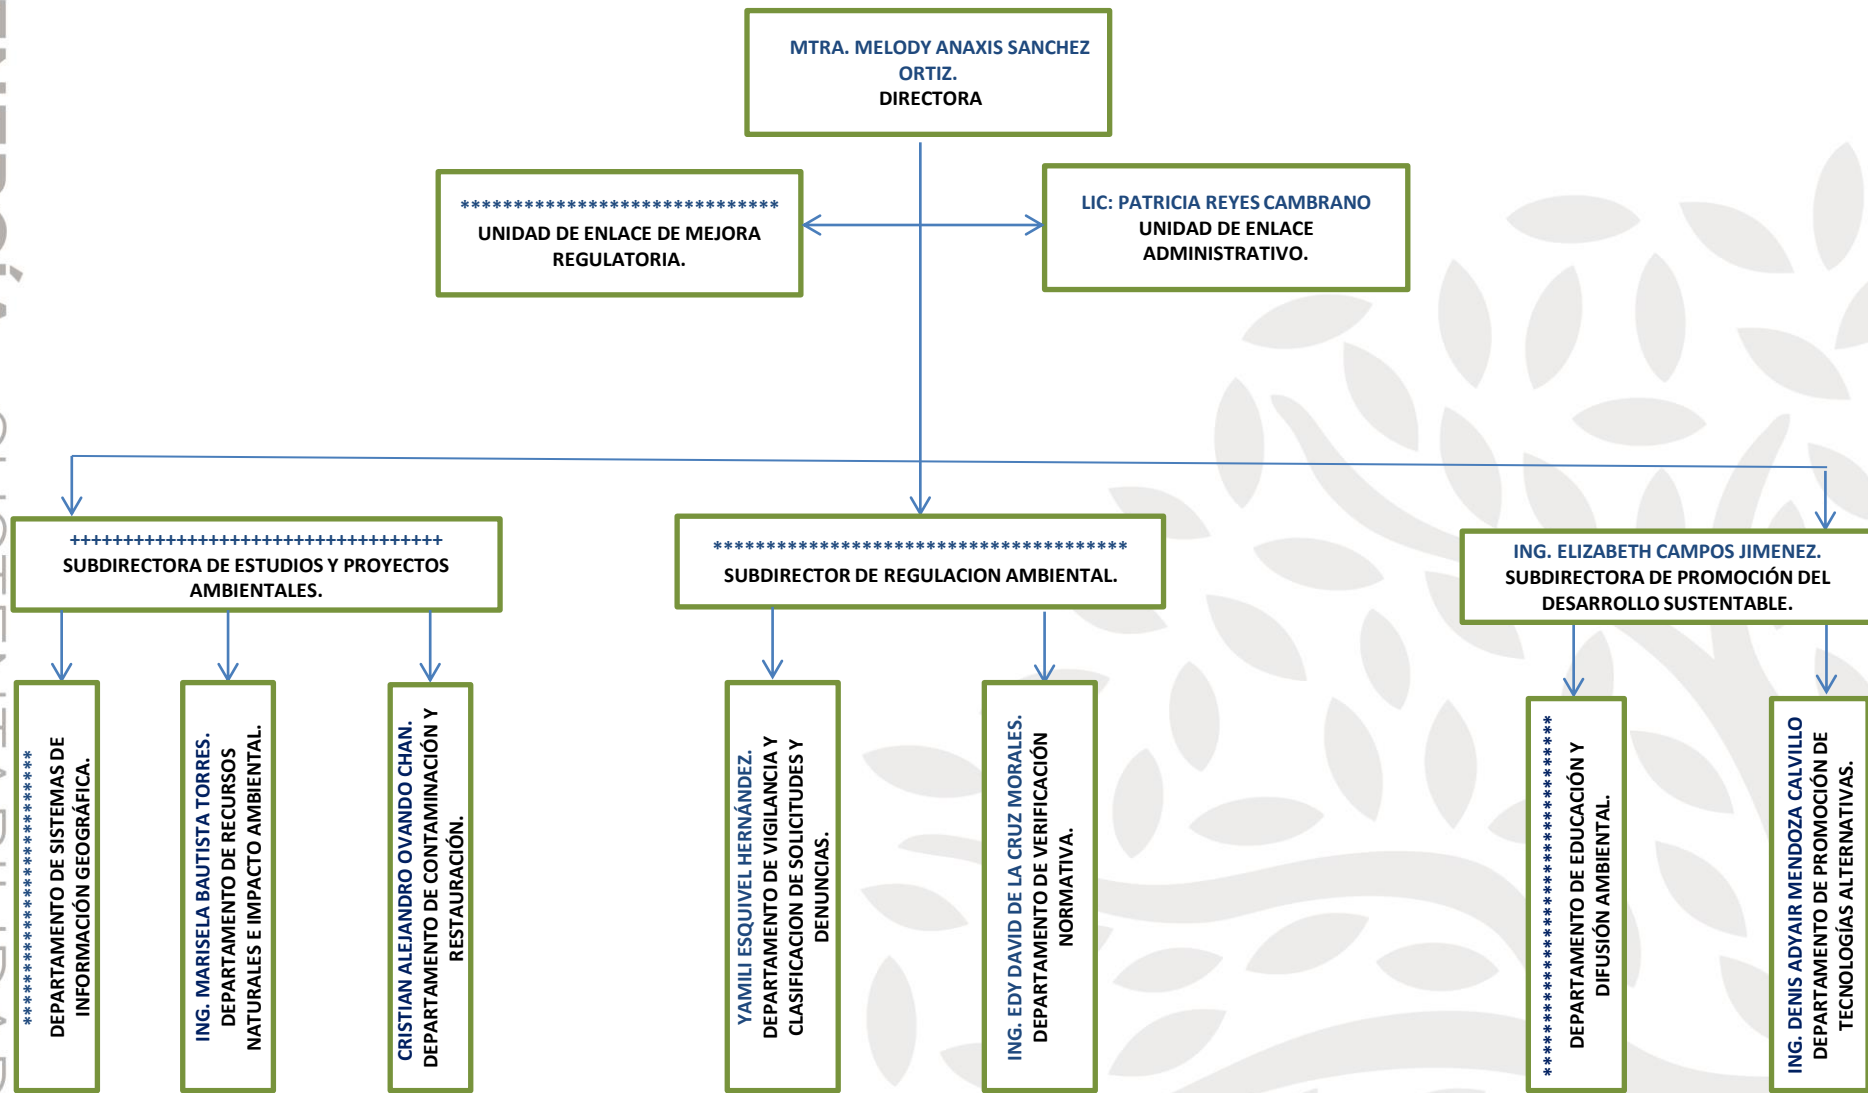 MTRA. MELODY ANAXIS SANCHEZ
ORTIZ.
DIRECTORA
******************************
UNIDAD DE ENLACE DE MEJORA
REGULATORIA.
LIC: PATRICIA REYES CAMBRANO
UNIDAD DE ENLACE
ADMINISTRATIVO.
+++++++++++++++++++++++++++++++++++
SUBDIRECTORA DE ESTUDIOS Y PROYECTOS
AMBIENTALES.
***************************************
SUBDIRECTOR DE REGULACION AMBIENTAL.
ING. ELIZABETH CAMPOS JIMENEZ.
SUBDIRECTORA DE PROMOCIÓN DEL
DESARROLLO SUSTENTABLE.
******************************
DEPARTAMENTO DE SISTEMAS DE
INFORMACIÓN GEOGRÁFICA.
ING. MARISELA BAUTISTA TORRES.
DEPARTAMENTO DE RECURSOS
NATURALES E IMPACTO AMBIENTAL.
CRISTIAN ALEJANDRO OVANDO CHAN.
DEPARTAMENTO DE CONTAMINACIÓN Y
RESTAURACIÓN.
YAMILI ESQUIVEL HERNÁNDEZ.
DEPARTAMENTO DE VIGILANCIA Y
CLASIFICACION DE SOLICITUDES Y
DENUNCIAS.
ING. EDY DAVID DE LA CRUZ MORALES.
DEPARTAMENTO DE VERIFICACIÓN
NORMATIVA.
***********************************
DEPARTAMENTO DE EDUCACIÓN Y
DIFUSIÓN AMBIENTAL.
ING. DENIS ADYAIR MENDOZA CALVILLO
DEPARTAMENTO DE PROMOCIÓN DE
TECNOLOGÍAS ALTERNATIVAS.